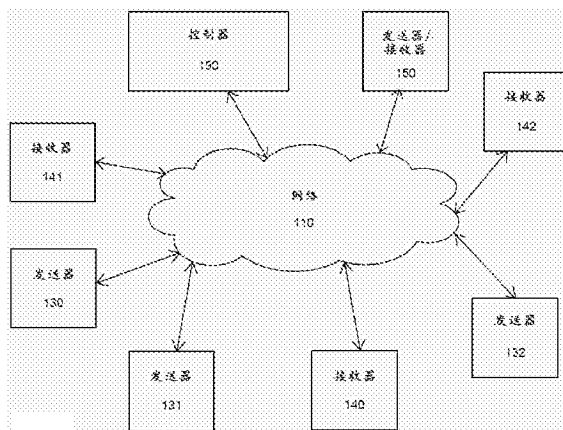 控制器
190
发送器/
接收器
150
接收器
142
接收器
141
网络
110
发送器
130
发送器
132
发送器
131
接收器
140